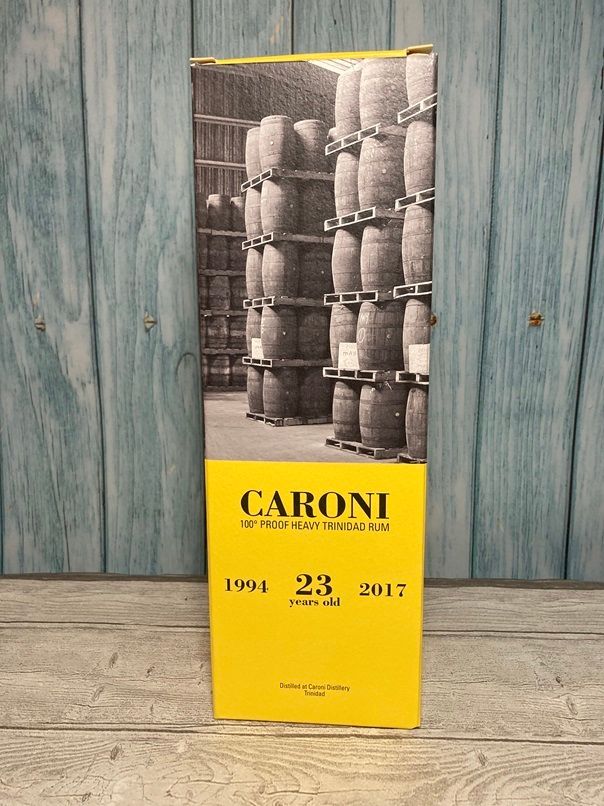 CARONI
100° PROOF HEAVY TRINIDAD RUM
1994 23 2017
years old
Distilled at Caroni Distillery
Trinidad